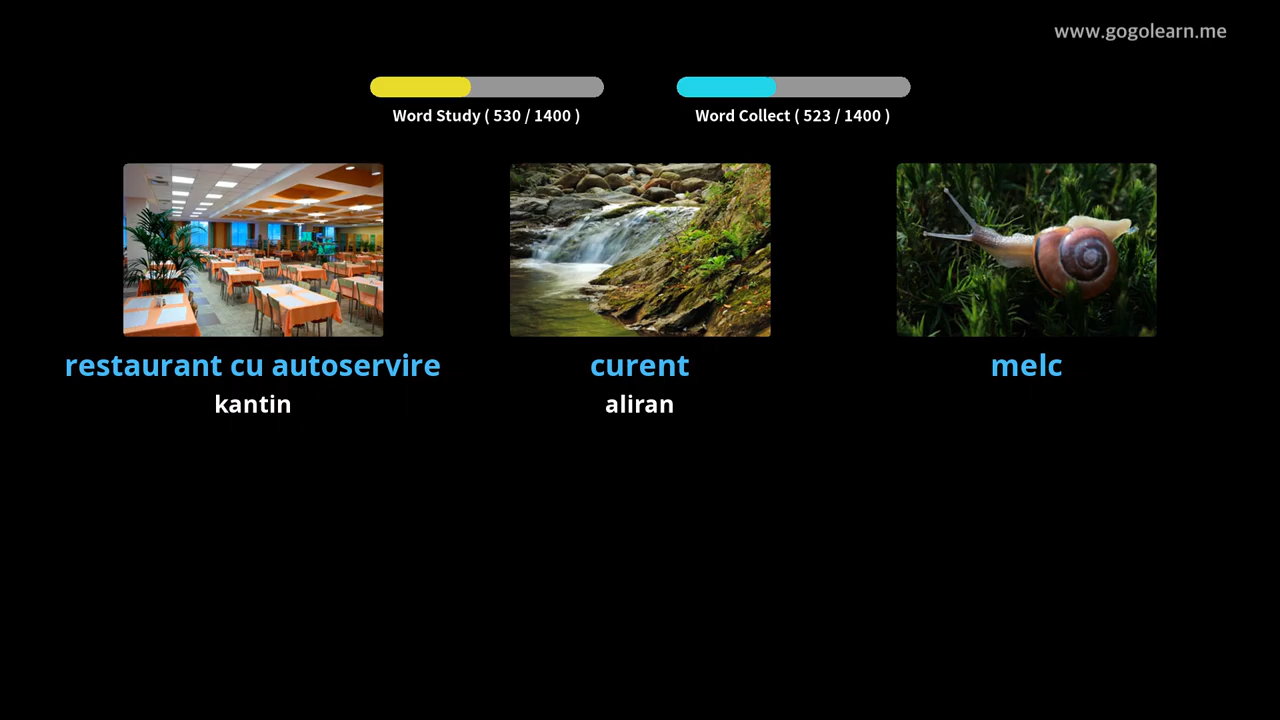 www.gogolearn.me
Word Study ( 530 / 1400 )
Word Collect ( 523 / 1400 )
restaurant cu autoservire
kantin
curent
aliran
melc